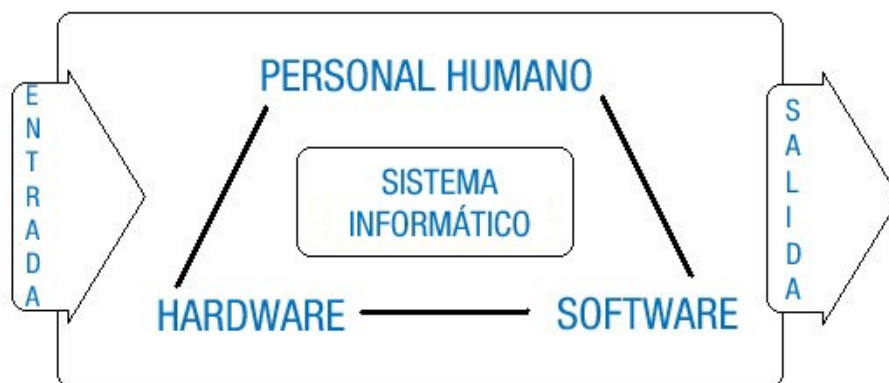 PERSONAL HUMANO
ENTRADA
SALIDA
SISTEMA
INFORMÁTICO
HARDWARE
SOFTWARE